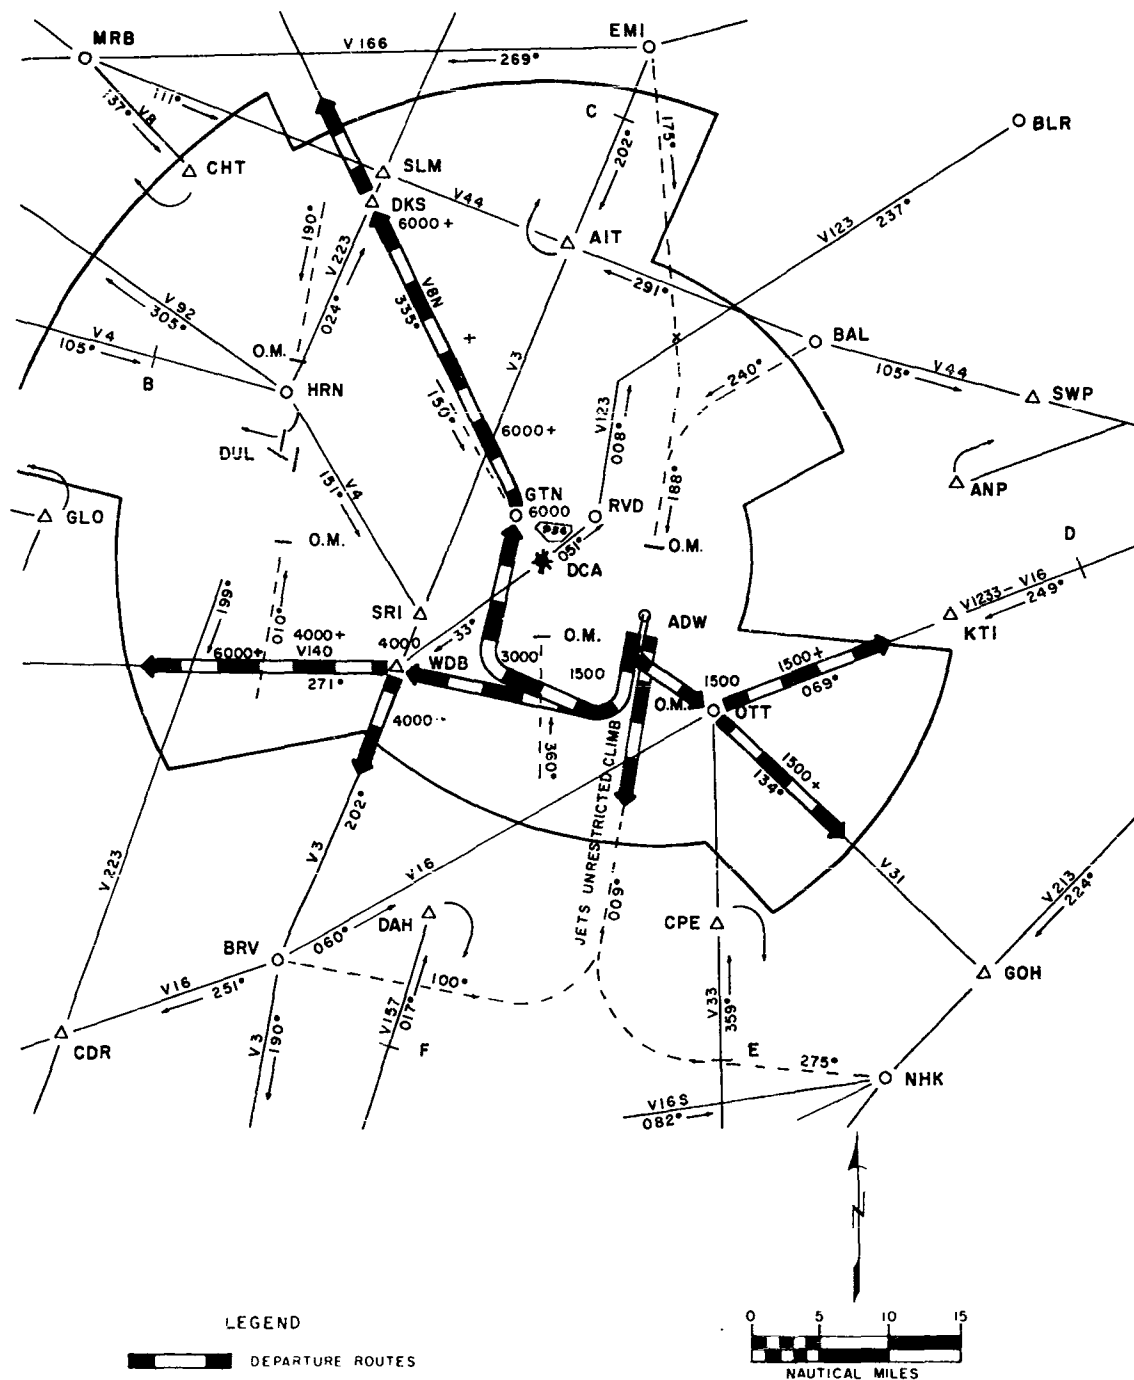 MRB
EMI
V 166
269°
111°
V8
137°
C
202°
175°
BLR
CHT
SLM
DKS
6000 +
V44
AIT
V123
237°
190°
V.223
024°
V8N
335°
291°
V92
305°
V4
105°
B
O.M.
HRN
V3
BAL
240°
V44
105°
SWP
150°
V123
008°
6000+
DUL
V4
151°
188°
ANP
GLO
GTN
6000
P56
RVD
051°
DCA
O.M.
O.M.
D
V1233-V16
249°
KTI
199°
010°
SRI
33°
O.M.
ADW
4000+
V140
6000+
271°
4000
WDB
3000
1500
1500
1500+
069°
O.M.
OTT
4000
360°
JETS UNRESTRICTED CLIMB
1500+
134°
202°
V3
V.223
V16
V31
V213
224°
BRV
060°
DAH
009°
CPE
GOH
V16
251°
100°
V157
017°
V33
359°
CDR
V3
190°
F
E
275°
NHK
V16S
082°
LEGEND
DEPARTURE ROUTES
0 5 10 15
NAUTICAL MILES